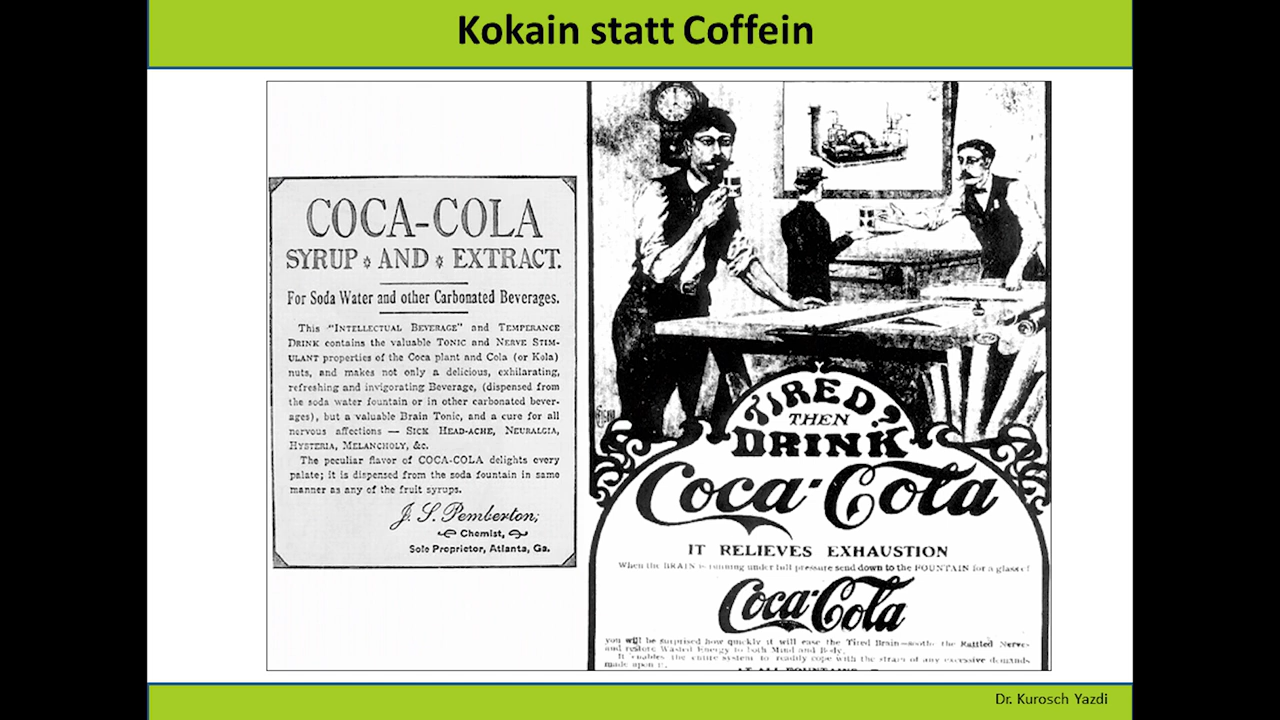 Kokain statt Coffein
COCA-COLA
SYRUP AND EXTRACT.
For Soda Water and other Carbonated Beverages.
This "INTELLECTUAL BEVERAGE" and TEMPERANCE
DRINK contains the valuable TONIC and NERVE STIM-
ULANT properties of the Coca plant and Cola (or Kola)
nuts, and makes not only a delicious, exhilarating,
refreshing and invigorating Beverage, (dispensed from
the soda water fountain or in other carbonated bever-
ages), but a valuable Brain Tonic, and a cure for all
nervous affections — SICK HEAD-ACHE, NEURALGIA,
HYSTERIA, MELANCHOLY, &c.
The peculiar flavor of COCA-COLA delights every
palate; it is dispensed from the soda fountain in same
manner as any of the fruit syrups.
J. S. Pemberton;
Chemist,
Sole Proprietor, Atlanta, Ga.
TIRED?
THEN
DRINK
Coca-Cola
IT RELIEVES EXHAUSTION
When the BRAIN is running under full pressure send down to the FOUNTAIN for a glass of
Coca-Cola
you will be surprised how quickly it will ease the Tired Brain—soothe the Rattled Nerves
and restore Wasted Energy to both Mind and Body.
It enables the entire system to readily cope with the strain of any excessive demands
made upon it.
AT ALL FOUNTAINS
Dr. Kurosch Yazdi